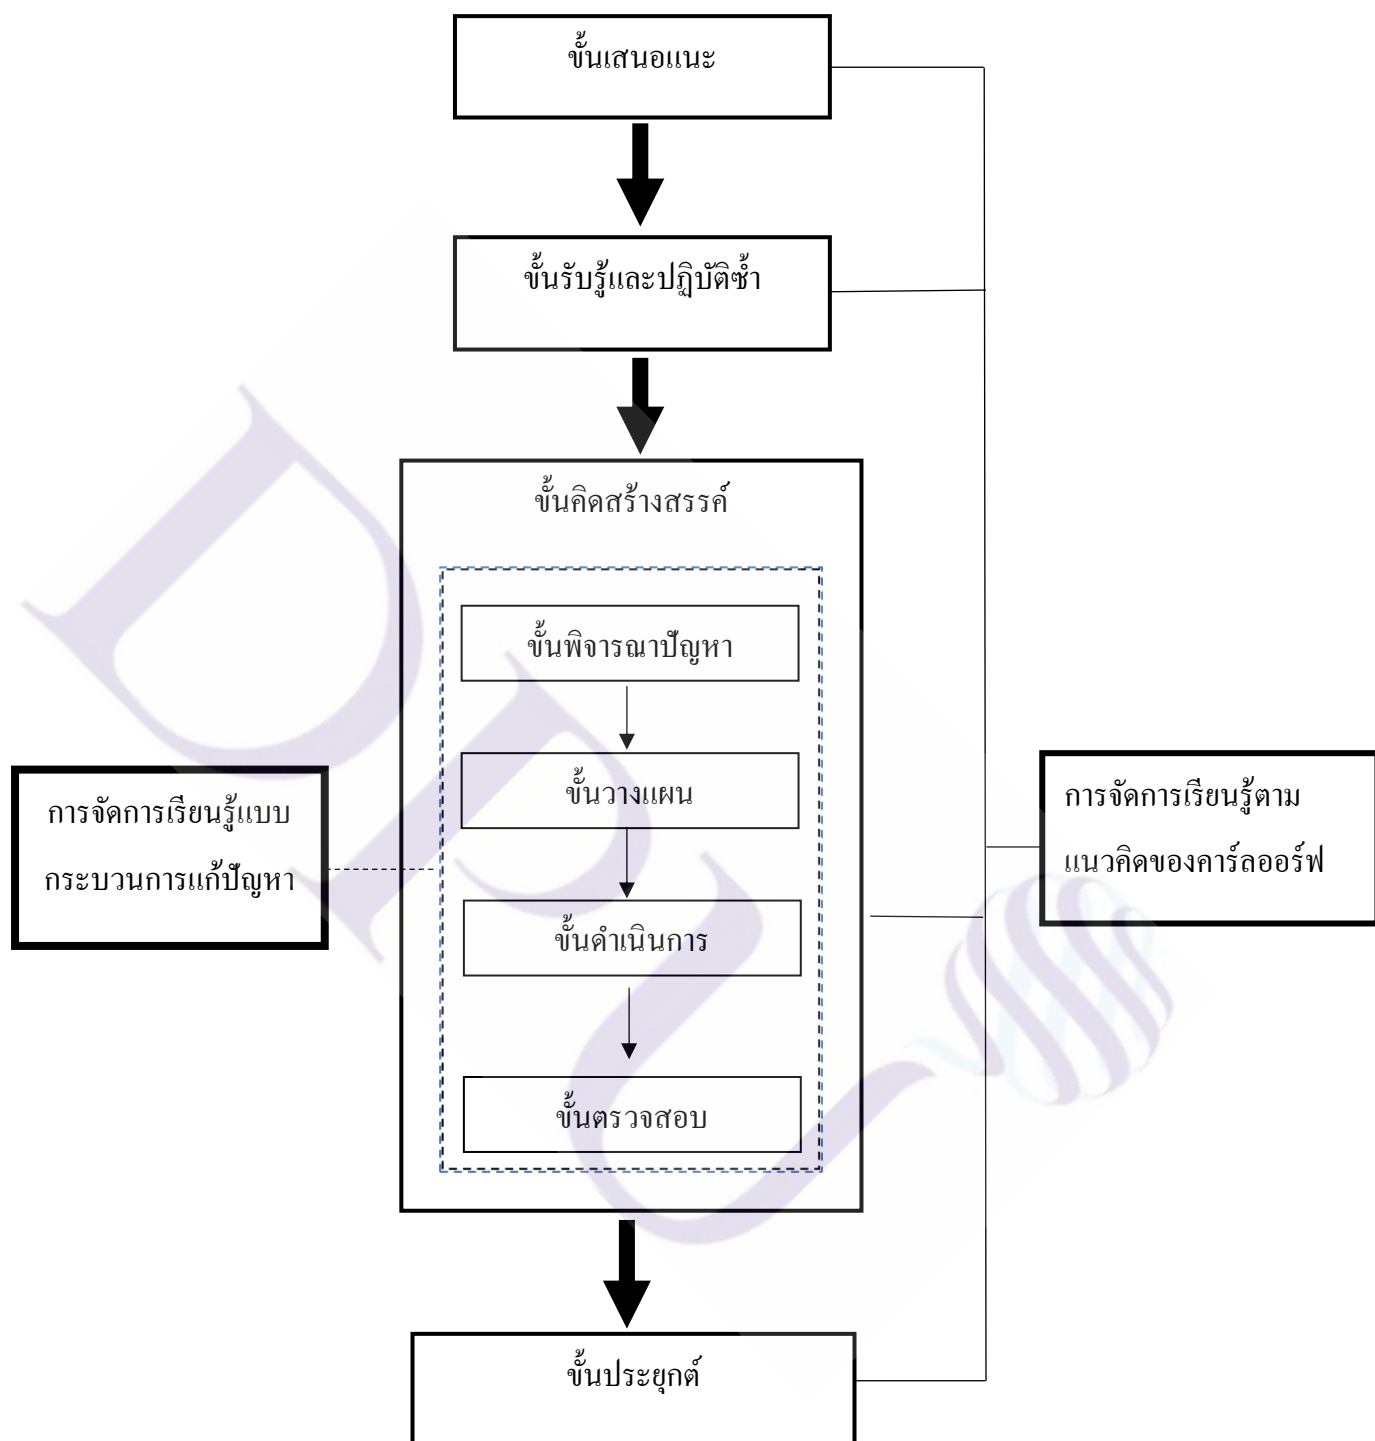 ขั้นเสนอแนะ
ขั้นรับรู้และปฏิบัติซ้ำ
ขั้นคิดสร้างสรรค์
ขั้นพิจารณาปัญหา
ขั้นวางแผน
ขั้นดำเนินการ
ขั้นตรวจสอบ
การจัดการเรียนรู้แบบ
กระบวนการแก้ปัญหา
การจัดการเรียนรู้ตาม
แนวคิดของคาร์ลออร์ฟ
ขั้นประยุกต์
DPU